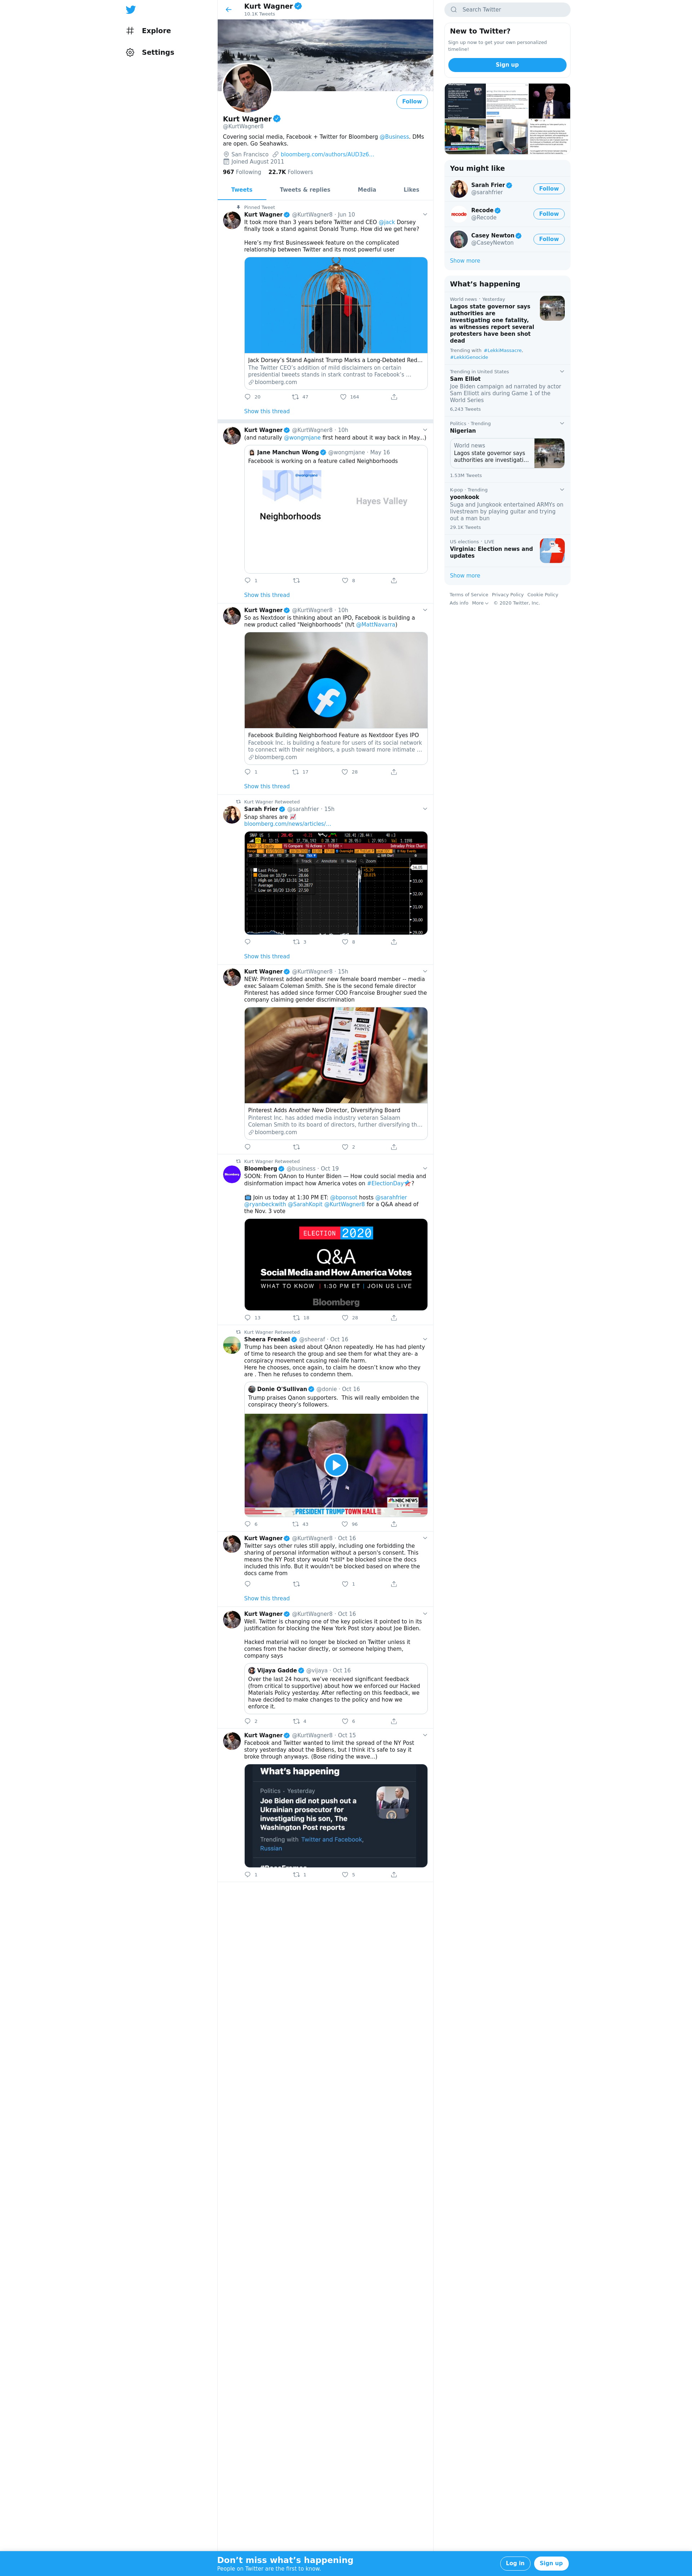 Explore
Settings
Kurt Wagner
10.1K Tweets
Follow
Kurt Wagner
@KurtWagner8
Covering social media, Facebook + Twitter for Bloomberg @Business. DMs
are open. Go Seahawks.
San Francisco bloomberg.com/authors/AUD3z6…
Joined August 2011
967 Following 22.7K Followers
Tweets Tweets & replies Media Likes
Pinned Tweet
Kurt Wagner @KurtWagner8 · Jun 10
It took more than 3 years before Twitter and CEO @jack Dorsey
finally took a stand against Donald Trump. How did we get here?
Here's my first Businessweek feature on the complicated
relationship between Twitter and its most powerful user
Jack Dorsey's Stand Against Trump Marks a Long-Debated Red…
The Twitter CEO's addition of mild disclaimers on certain
presidential tweets stands in stark contrast to Facebook's …
bloomberg.com
20 47 164
Show this thread
Kurt Wagner @KurtWagner8 · 10h
(and naturally @wongmjane first heard about it way back in May...)
Jane Manchun Wong @wongmjane · May 16
Facebook is working on a feature called Neighborhoods
Neighborhoods
Hayes Valley
1 9
Show this thread
Kurt Wagner @KurtWagner8 · 10h
So as Nextdoor is thinking about an IPO, Facebook is building a
new product called "Neighborhoods" (h/t @MattNavarra)
Facebook Building Neighborhood Feature as Nextdoor Eyes IPO
Facebook Inc. is building a feature for users of its social network
to connect with their neighbors, a push toward more intimate …
bloomberg.com
1 17 28
Show this thread
Kurt Wagner Retweeted
Sarah Frier @sarahfrier · 15h
Snap shares are 📈
bloomberg.com/news/articles/…
Track Annotate News Zoom
Last Price 34.05
34.05
33.00
32.00
31.00
30.00
29.00
3 8
Show this thread
Kurt Wagner @KurtWagner8 · 15h
NEW: Pinterest added another new female board member -- media
exec Salaam Coleman Smith. She is the second female director
Pinterest has added since former COO Francoise Brougher sued the
company claiming gender discrimination
Pinterest Adds Another New Director, Diversifying Board
Pinterest Inc. has added media industry veteran Salaam
Coleman Smith to its board of directors, further diversifying th…
bloomberg.com
2
Kurt Wagner Retweeted
Bloomberg @business · Oct 19
SOON: From QAnon to Hunter Biden — How could social media and
disinformation impact how America votes on #ElectionDay?
Join us today at 1:30 PM ET: @bponsot hosts @sarahfrier
@ryanbeckwith @SarahKopit @KurtWagner8 for a Q&A ahead of
the Nov. 3 vote
ELECTION 2020
Q&A
Social Media and How America Votes
WHAT TO KNOW | 1:30 PM ET | JOIN US LIVE
Bloomberg
13 18 28
Kurt Wagner Retweeted
Sheera Frenkel @sheeraf · Oct 16
Trump has been asked about QAnon repeatedly. He has had plenty
of time to research the group and see them for what they are- a
conspiracy movement causing real-life harm.
Here he chooses, once again, to claim he doesn't know who they
are . Then he refuses to condemn them.
Donie O'Sullivan @donie · Oct 16
Trump praises Qanon supporters. This will really embolden the
conspiracy theory's followers.
NBC NEWS
LIVE
PRESIDENT TRUMP TOWN HALL
6 43 96
Kurt Wagner @KurtWagner8 · Oct 16
Twitter says other rules still apply, including one forbidding the
sharing of personal information without a person's consent. This
means the NY Post story would *still* be blocked since the docs
included this info. But it wouldn't be blocked based on where the
docs came from
1
Show this thread
Kurt Wagner @KurtWagner8 · Oct 16
Well. Twitter is changing one of the key policies it pointed to in its
justification for blocking the New York Post story about Joe Biden.
Hacked material will no longer be blocked on Twitter unless it
comes from the hacker directly, or someone helping them,
company says
Vijaya Gadde @vijaya · Oct 16
Over the last 24 hours, we've received significant feedback
(from critical to supportive) about how we enforced our Hacked
Materials Policy yesterday. After reflecting on this feedback, we
have decided to make changes to the policy and how we
enforce it.
2 4 6
Kurt Wagner @KurtWagner8 · Oct 15
Facebook and Twitter wanted to limit the spread of the NY Post
story yesterday about the Bidens, but I think it's safe to say it
broke through anyways. (Bose riding the wave...)
What's happening
Politics · Yesterday
Joe Biden did not push out a
Ukrainian prosecutor for
investigating his son, The
Washington Post reports
Trending with Twitter and Facebook,
Russian
1 1 5
Search Twitter
New to Twitter?
Sign up now to get your own personalized
timeline!
Sign up
You might like
Sarah Frier
@sarahfrier
Follow
Recode
@Recode
Follow
Casey Newton
@CaseyNewton
Follow
Show more
What's happening
World news · Yesterday
Lagos state governor says
authorities are
investigating one fatality,
as witnesses report several
protesters have been shot
dead
Trending with #LekkiMassacre,
#LekkiGenocide
Trending in United States
Sam Elliot
Joe Biden campaign ad narrated by actor
Sam Elliott airs during Game 1 of the
World Series
6,243 Tweets
Politics · Trending
Nigerian
World news
Lagos state governor says
authorities are investigati…
1.53M Tweets
K-pop · Trending
yoonkook
Suga and Jungkook entertained ARMYs on
livestream by playing guitar and trying
out a man bun
29.1K Tweets
US elections · LIVE
Virginia: Election news and
updates
Show more
Terms of Service Privacy Policy Cookie Policy
Ads info More © 2020 Twitter, Inc.
Don't miss what's happening
People on Twitter are the first to know.
Log in Sign up